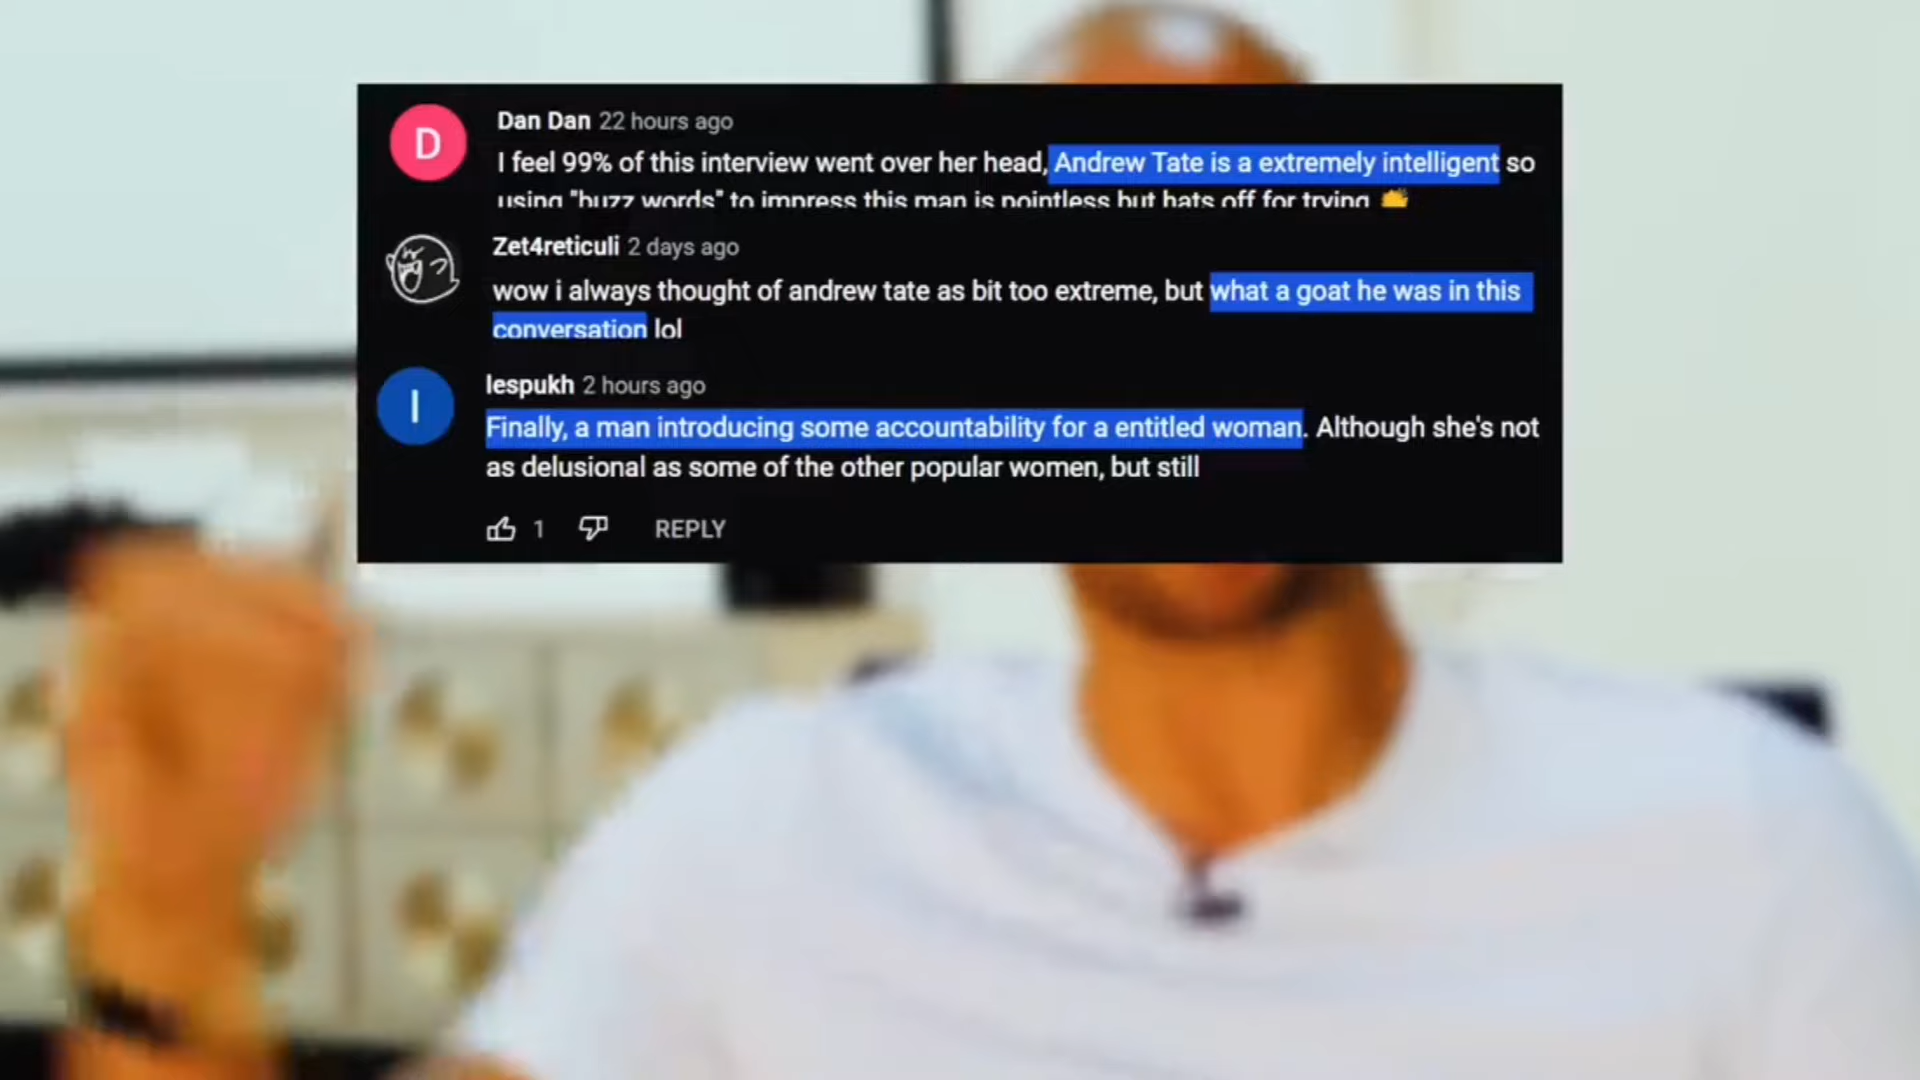 D
Dan Dan 22 hours ago
I feel 99% of this interview went over her head, Andrew Tate is a extremely intelligent so
using "buzz words" to impress this man is pointless but hats off for trying
Zet4reticuli 2 days ago
wow i always thought of andrew tate as bit too extreme, but what a goat he was in this
conversation lol
I
lespukh 2 hours ago
Finally, a man introducing some accountability for a entitled woman. Although she's not
as delusional as some of the other popular women, but still
1 REPLY